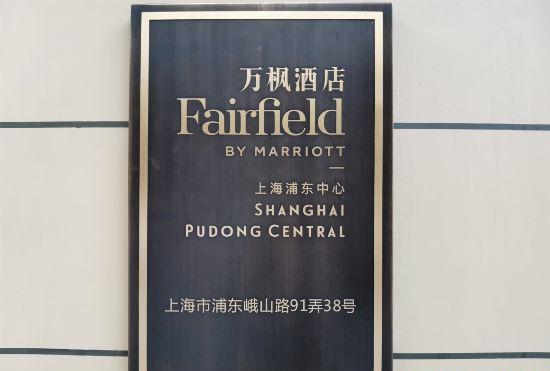 万枫酒店
Fairfield
BY MARRIOTT
上海浦东中心
SHANGHAI
PUDONG CENTRAL
上海市浦东峨山路91弄38号